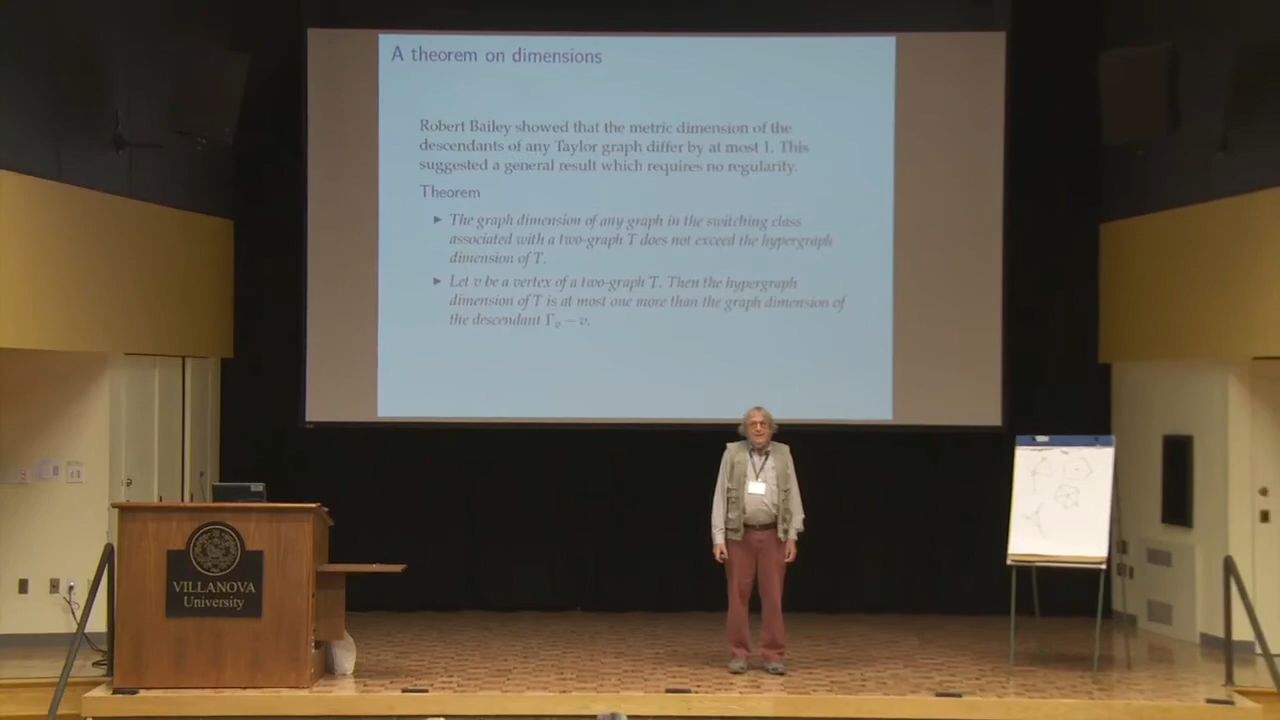 A theorem on dimensions
Robert Bailey showed that the metric dimension of the
descendants of any Taylor graph differ by at most 1. This
suggested a general result which requires no regularity.
Theorem
▶ The graph dimension of any graph in the switching class
associated with a two-graph T does not exceed the hypergraph
dimension of T.
▶ Let v be a vertex of a two-graph T. Then the hypergraph
dimension of T is at most one more than the graph dimension of
the descendant Γᵥ − v.
VILLANOVA
University